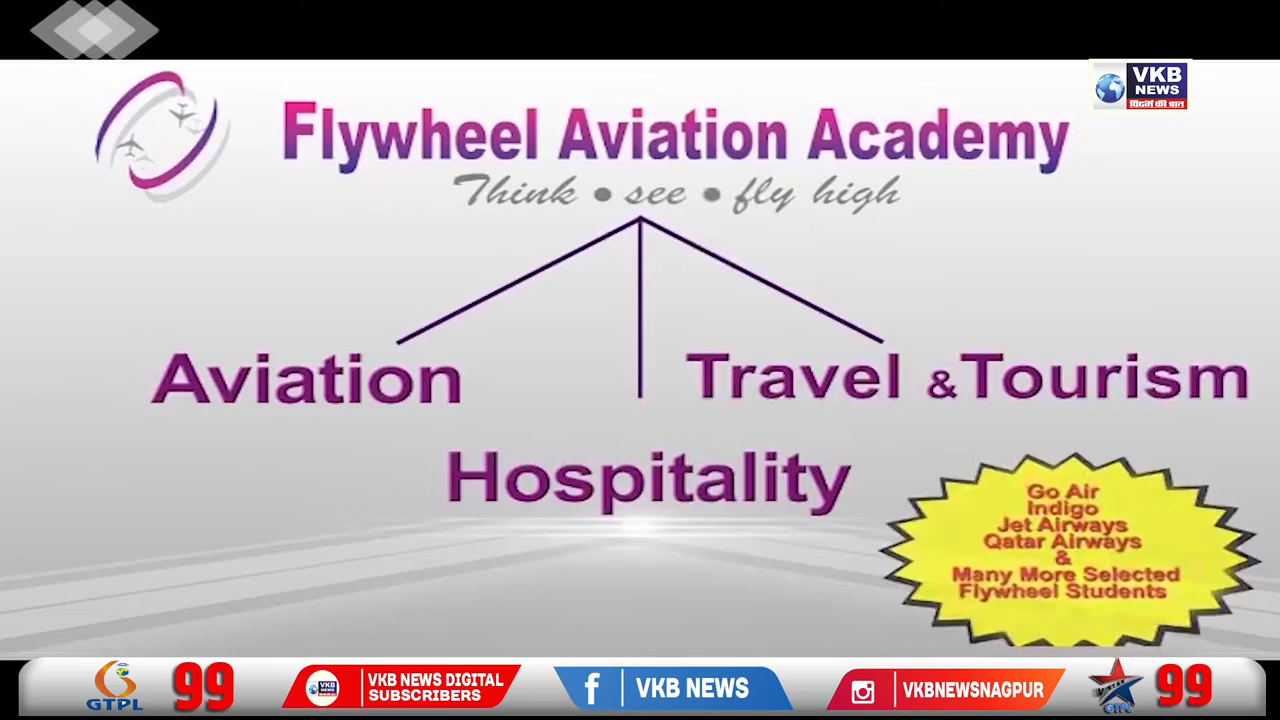 VKB
NEWS
विदर्भ की बात
Flywheel Aviation Academy
Think • see • fly high
Aviation
Travel & Tourism
Hospitality
Go Air
Indigo
Jet Airways
Qatar Airways
&
Many More Selected
Flywheel Students
GTPL
99
VKB NEWS DIGITAL
SUBSCRIBERS
VKB NEWS
VKBNEWSNAGPUR
GTPL
99